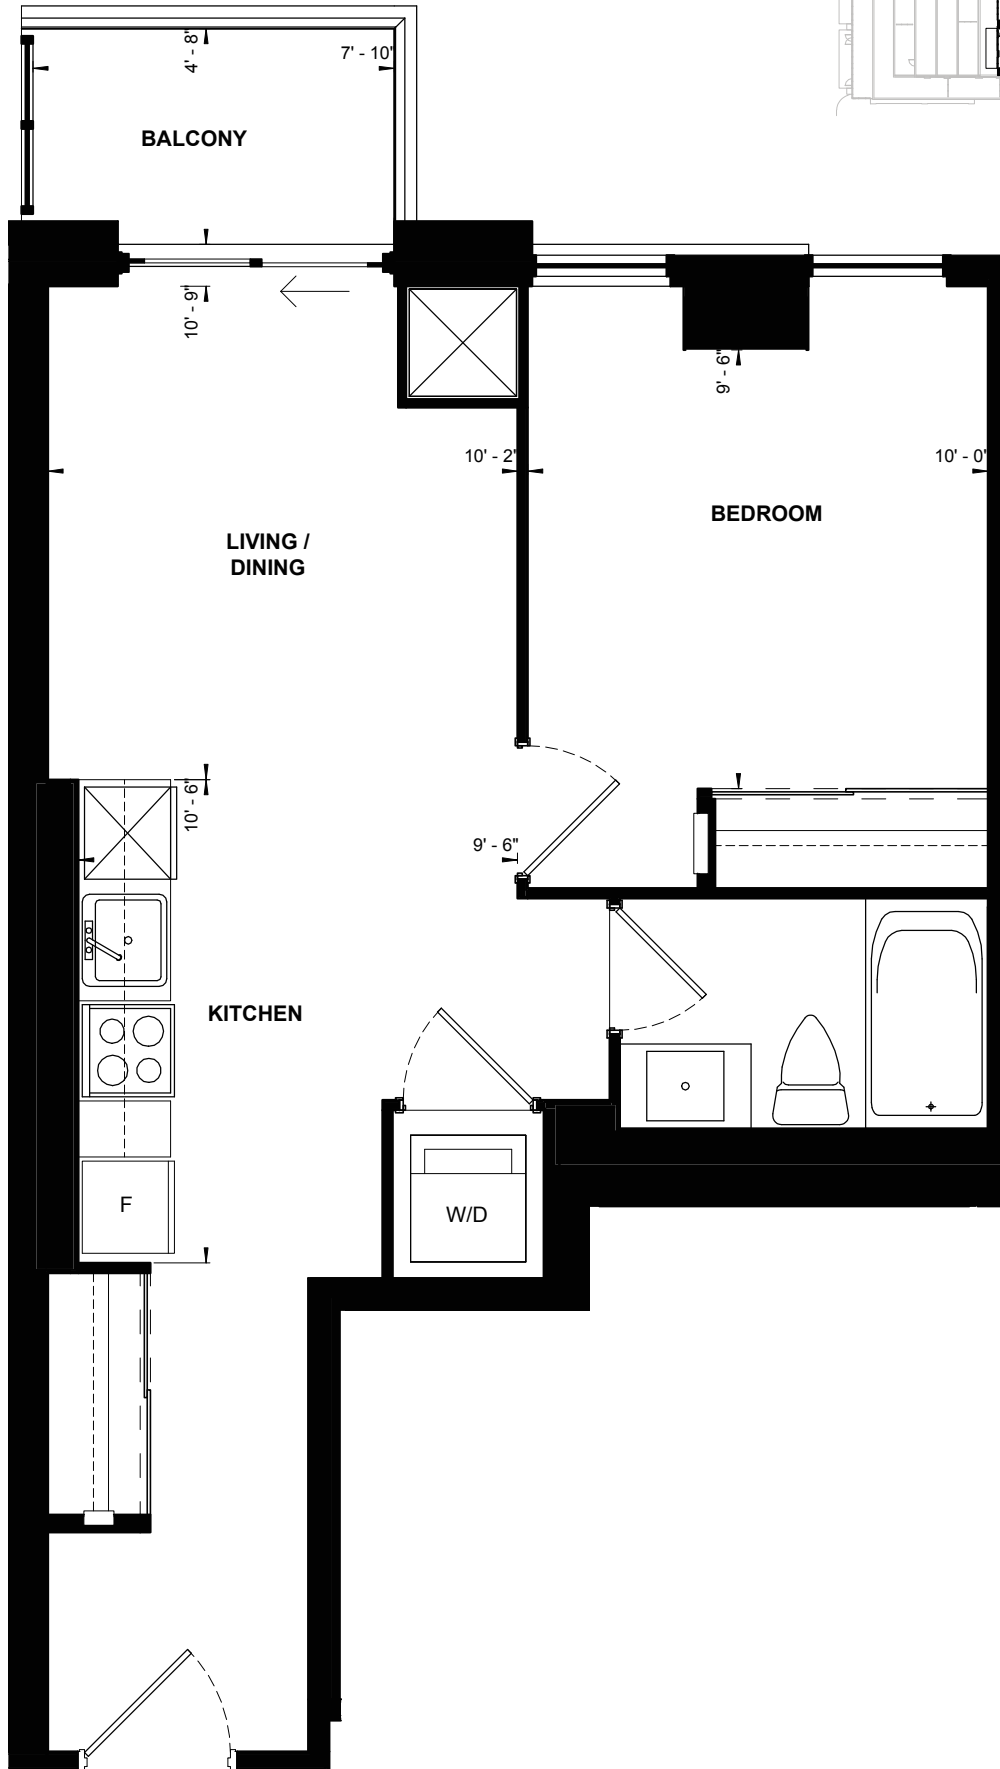 4' - 8"
7' - 10"
BALCONY
10' - 9"
9' - 6"
10' - 2"
10' - 0"
BEDROOM
LIVING /
DINING
10' - 6"
9' - 6"
KITCHEN
F
W/D